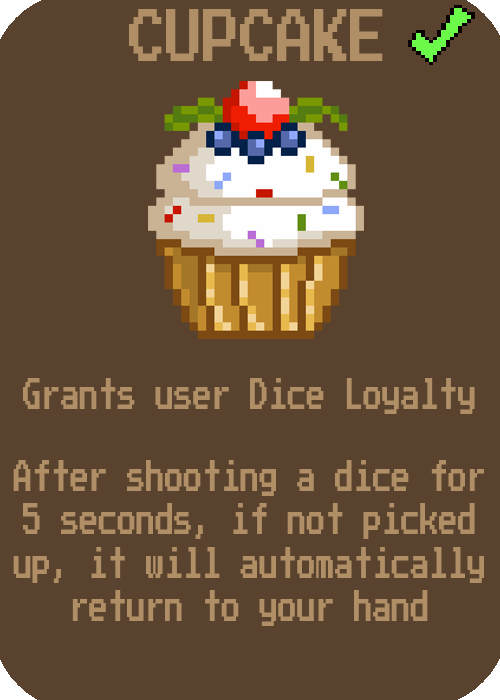 CUPCAKE
Grants user Dice Loyalty
After shooting a dice for
5 seconds, if not picked
up, it will automatically
return to your hand